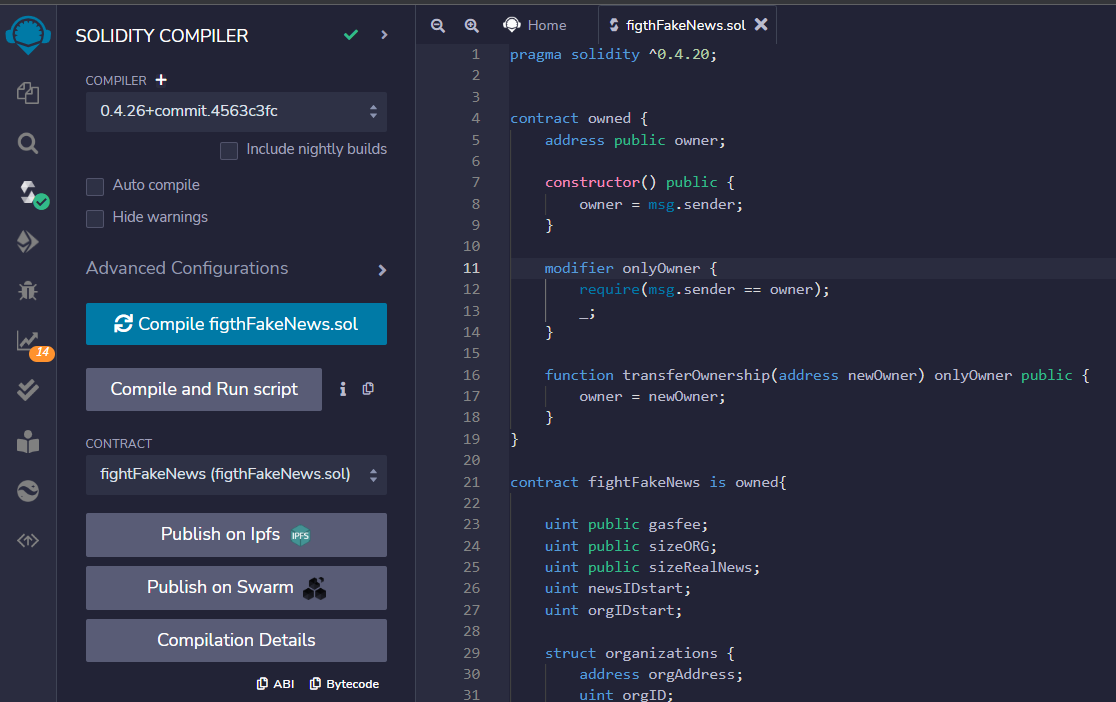 SOLIDITY COMPILER
COMPILER +
0.4.26+commit.4563c3fc
Include nightly builds
Auto compile
Hide warnings
Advanced Configurations
Compile figthFakeNews.sol
Compile and Run script
i
CONTRACT
fightFakeNews (figthFakeNews.sol)
Publish on Ipfs IPFS
Publish on Swarm
Compilation Details
ABI Bytecode
14
Home figthFakeNews.sol
1 pragma solidity ^0.4.20;
2
3
4 contract owned {
5 address public owner;
6
7 constructor() public {
8 owner = msg.sender;
9 }
10
11 modifier onlyOwner {
12 require(msg.sender == owner);
13 _;
14 }
15
16 function transferOwnership(address newOwner) onlyOwner public {
17 owner = newOwner;
18 }
19 }
20
21 contract fightFakeNews is owned{
22
23 uint public gasfee;
24 uint public sizeORG;
25 uint public sizeRealNews;
26 uint newsIDstart;
27 uint orgIDstart;
28
29 struct organizations {
30 address orgAddress;
31 uint orgID;